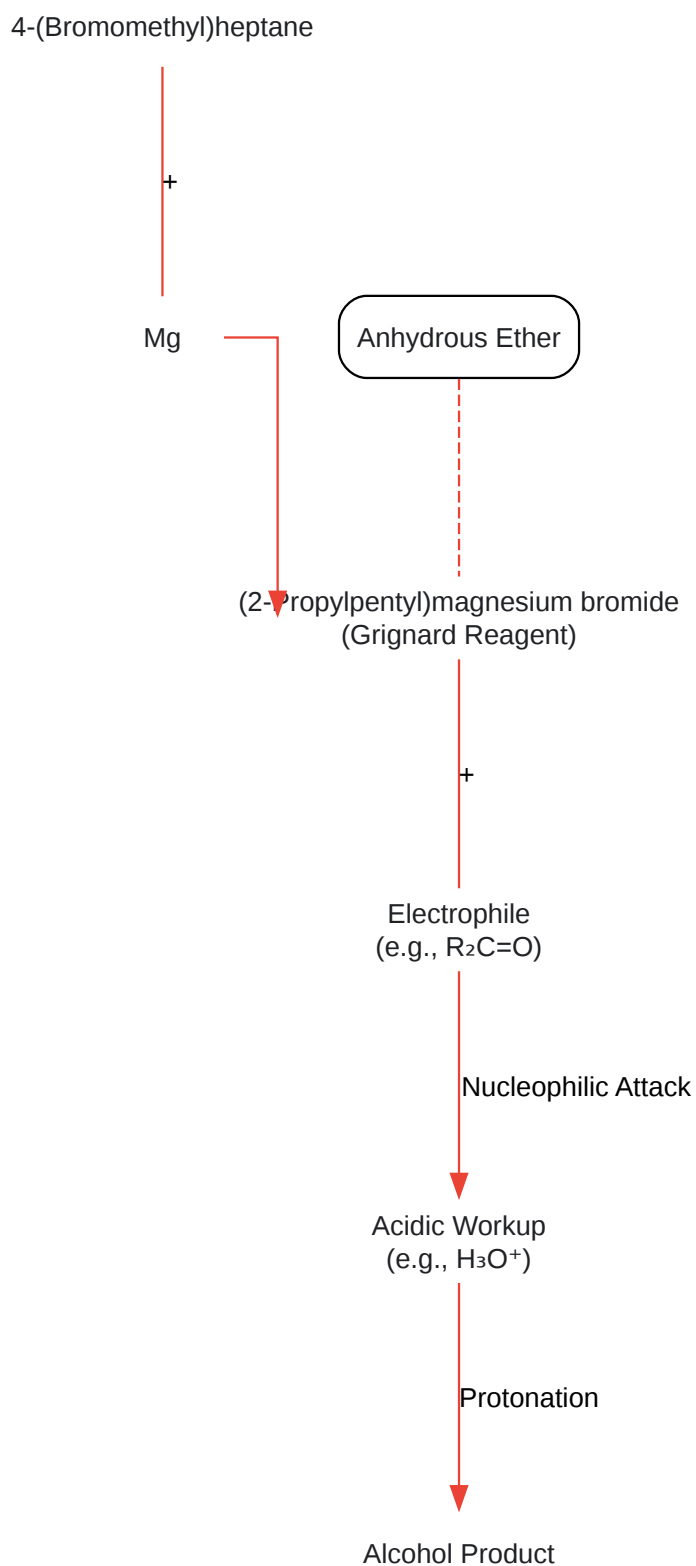 4-(Bromomethyl)heptane
+
Mg
Anhydrous Ether
(2-Propylpentyl)magnesium bromide
(Grignard Reagent)
+
Electrophile
(e.g., R₂C=O)
Nucleophilic Attack
Acidic Workup
(e.g., H₃O⁺)
Protonation
Alcohol Product